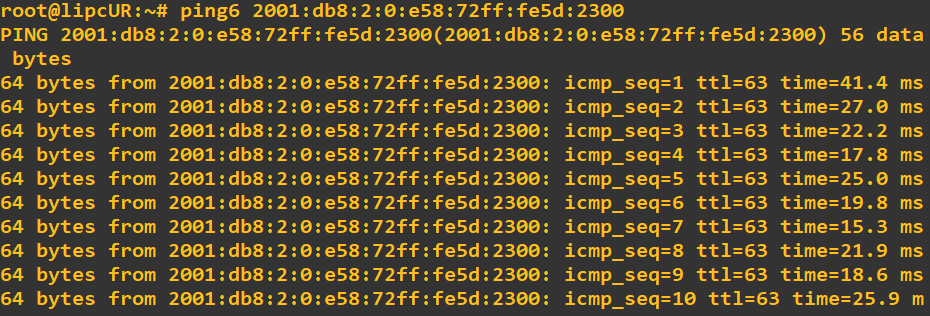 root@lipcUR:~# ping6 2001:db8:2:0:e58:72ff:fe5d:2300
PING 2001:db8:2:0:e58:72ff:fe5d:2300(2001:db8:2:0:e58:72ff:fe5d:2300) 56 data
 bytes
64 bytes from 2001:db8:2:0:e58:72ff:fe5d:2300: icmp_seq=1 ttl=63 time=41.4 ms
64 bytes from 2001:db8:2:0:e58:72ff:fe5d:2300: icmp_seq=2 ttl=63 time=27.0 ms
64 bytes from 2001:db8:2:0:e58:72ff:fe5d:2300: icmp_seq=3 ttl=63 time=22.2 ms
64 bytes from 2001:db8:2:0:e58:72ff:fe5d:2300: icmp_seq=4 ttl=63 time=17.8 ms
64 bytes from 2001:db8:2:0:e58:72ff:fe5d:2300: icmp_seq=5 ttl=63 time=25.0 ms
64 bytes from 2001:db8:2:0:e58:72ff:fe5d:2300: icmp_seq=6 ttl=63 time=19.8 ms
64 bytes from 2001:db8:2:0:e58:72ff:fe5d:2300: icmp_seq=7 ttl=63 time=15.3 ms
64 bytes from 2001:db8:2:0:e58:72ff:fe5d:2300: icmp_seq=8 ttl=63 time=21.9 ms
64 bytes from 2001:db8:2:0:e58:72ff:fe5d:2300: icmp_seq=9 ttl=63 time=18.6 ms
64 bytes from 2001:db8:2:0:e58:72ff:fe5d:2300: icmp_seq=10 ttl=63 time=25.9 m